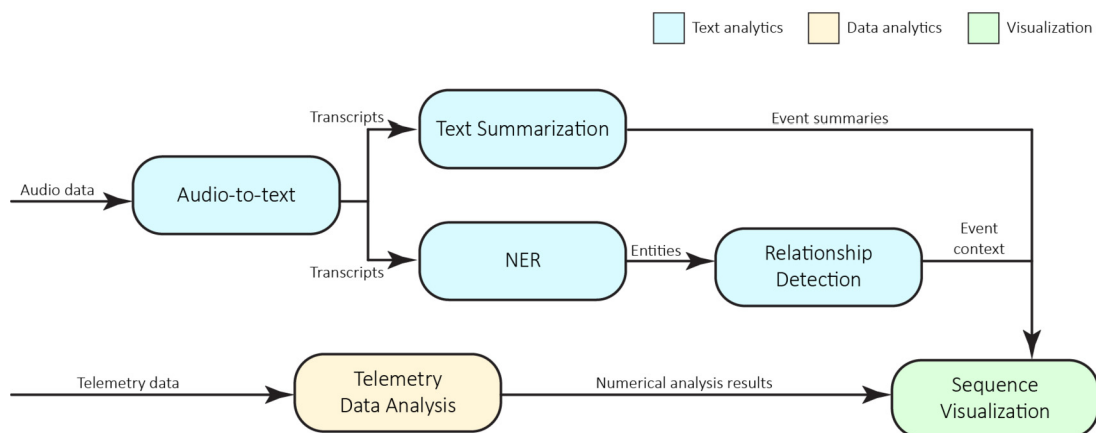 Text analytics
Data analytics
Visualization
Transcripts
Text Summarization
Event summaries
Audio data
Audio-to-text
Transcripts
NER
Entities
Relationship
Detection
Event
context
Telemetry data
Telemetry
Data Analysis
Numerical analysis results
Sequence
Visualization